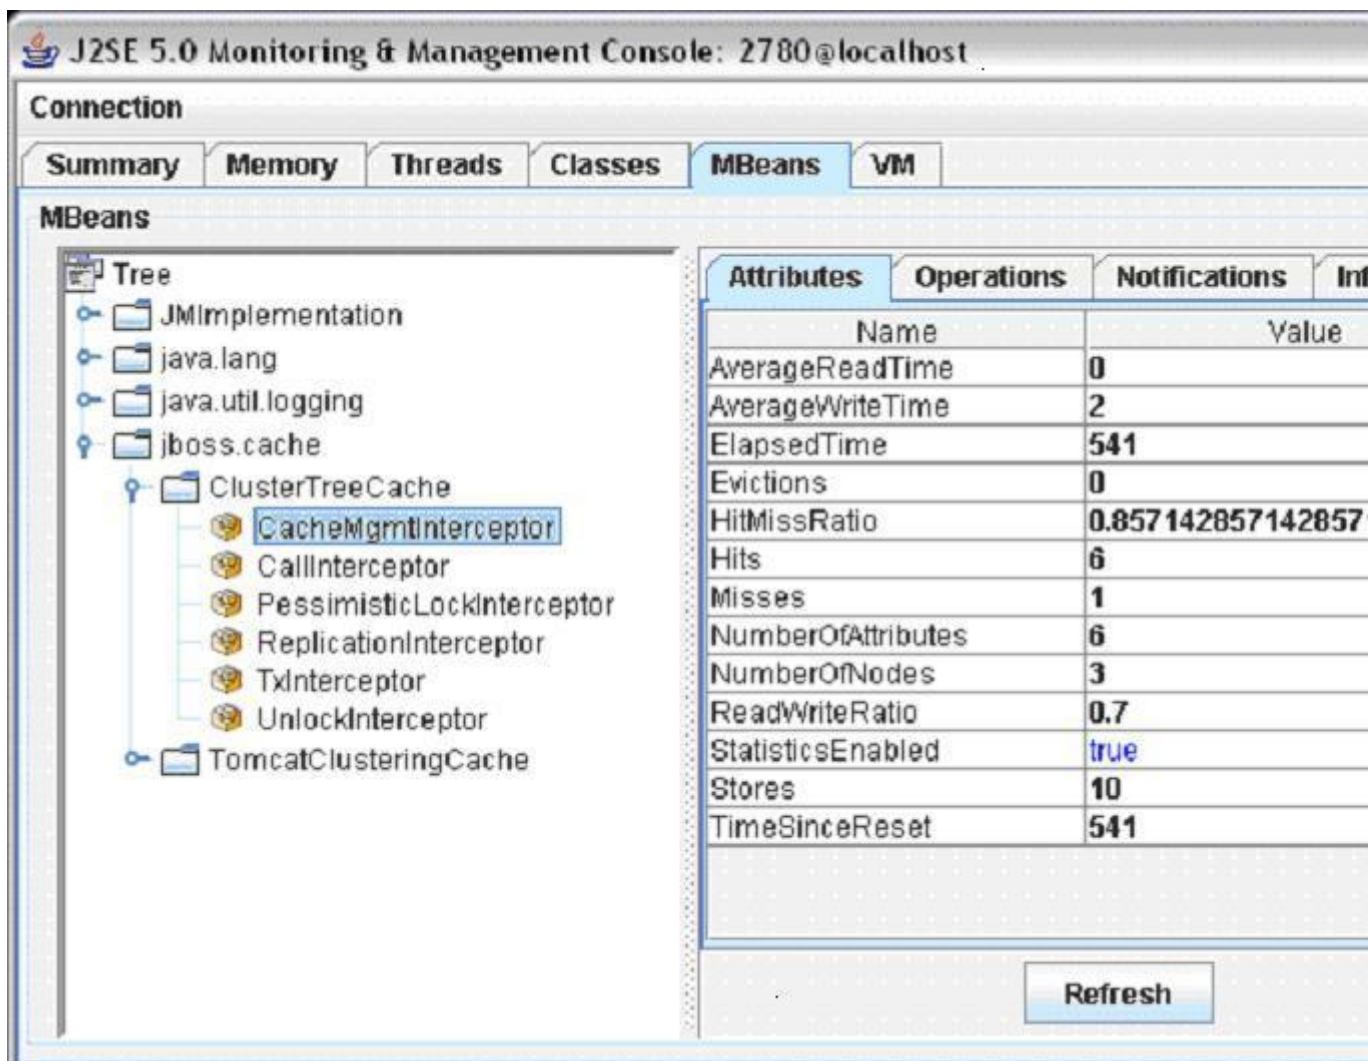 J2SE 5.0 Monitoring & Management Console: 2780@localhost
Connection
Summary Memory Threads Classes MBeans VM
MBeans
Tree
JMImplementation
java.lang
java.util.logging
jboss.cache
ClusterTreeCache
CacheMgmtInterceptor
CallInterceptor
PessimisticLockInterceptor
ReplicationInterceptor
TxInterceptor
UnlockInterceptor
TomcatClusteringCache
Attributes Operations Notifications Inf
Name Value
AverageReadTime 0
AverageWriteTime 2
ElapsedTime 541
Evictions 0
HitMissRatio 0.857142857142857
Hits 6
Misses 1
NumberOfAttributes 6
NumberOfNodes 3
ReadWriteRatio 0.7
StatisticsEnabled true
Stores 10
TimeSinceReset 541
Refresh